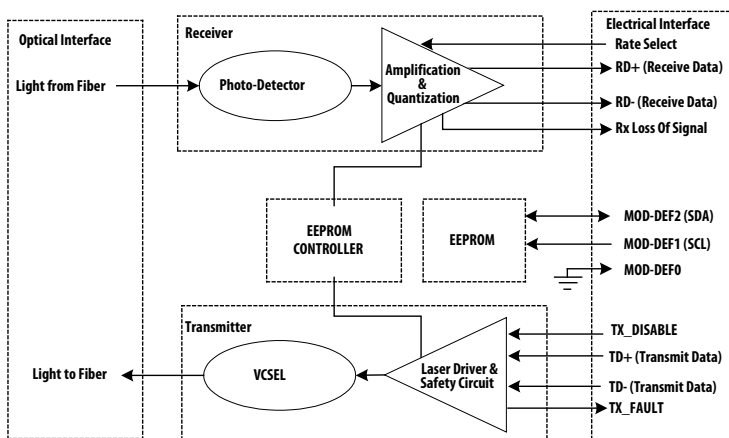 Optical Interface
Receiver
Electrical Interface
Rate Select
Light from Fiber
Photo-Detector
Amplification
&
Quantization
RD+ (Receive Data)
RD- (Receive Data)
Rx Loss Of Signal
EEPROM
CONTROLLER
EEPROM
MOD-DEF2 (SDA)
MOD-DEF1 (SCL)
MOD-DEF0
Transmitter
Light to Fiber
VCSEL
Laser Driver &
Safety Circuit
TX_DISABLE
TD+ (Transmit Data)
TD- (Transmit Data)
TX_FAULT